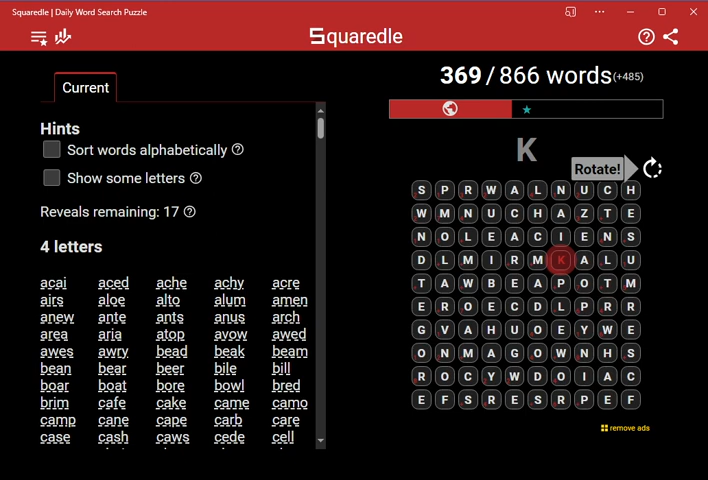 Squaredle | Daily Word Search Puzzle
Squaredle
369 / 866 words (+485)
Current
Hints
Sort words alphabetically
Show some letters
Reveals remaining: 17
4 letters
açai aced ache achy acre
airs aloe alto alum amen
anew ante ants anus arch
area aria atop avow awed
awes awry bead beak beam
bean bear beer bile bill
boar boat bore bowl bred
brim cafe cake came camo
camp cane cape carb care
case cash caws cede cell
K
Rotate!
S P R W A L N U C H
W M N U C H A Z T E
N O L E A C I E N S
D L M I R M K A L U
T A W B E A P O T M
E R O E C D L P R R
G V A H U O E Y W E
O N M A G O W N H S
R O C Y W D O I A C
E F S R E S R P E F
remove ads